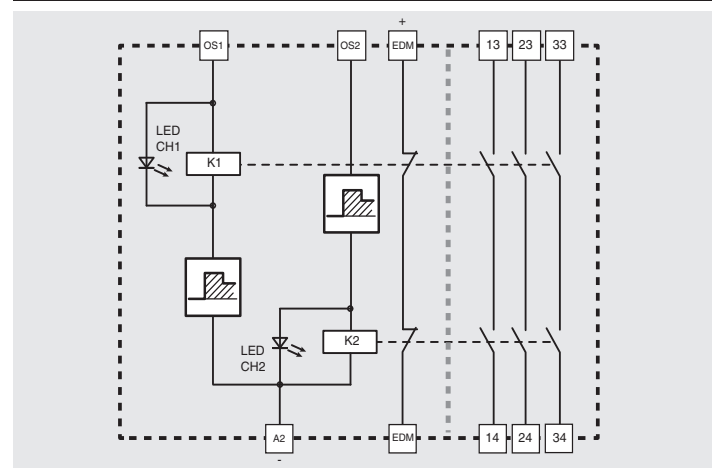 +
OS1 OS2 EDM 13 23 33
LED
CH1
K1
K2
LED
CH2
A2 EDM 14 24 34
-